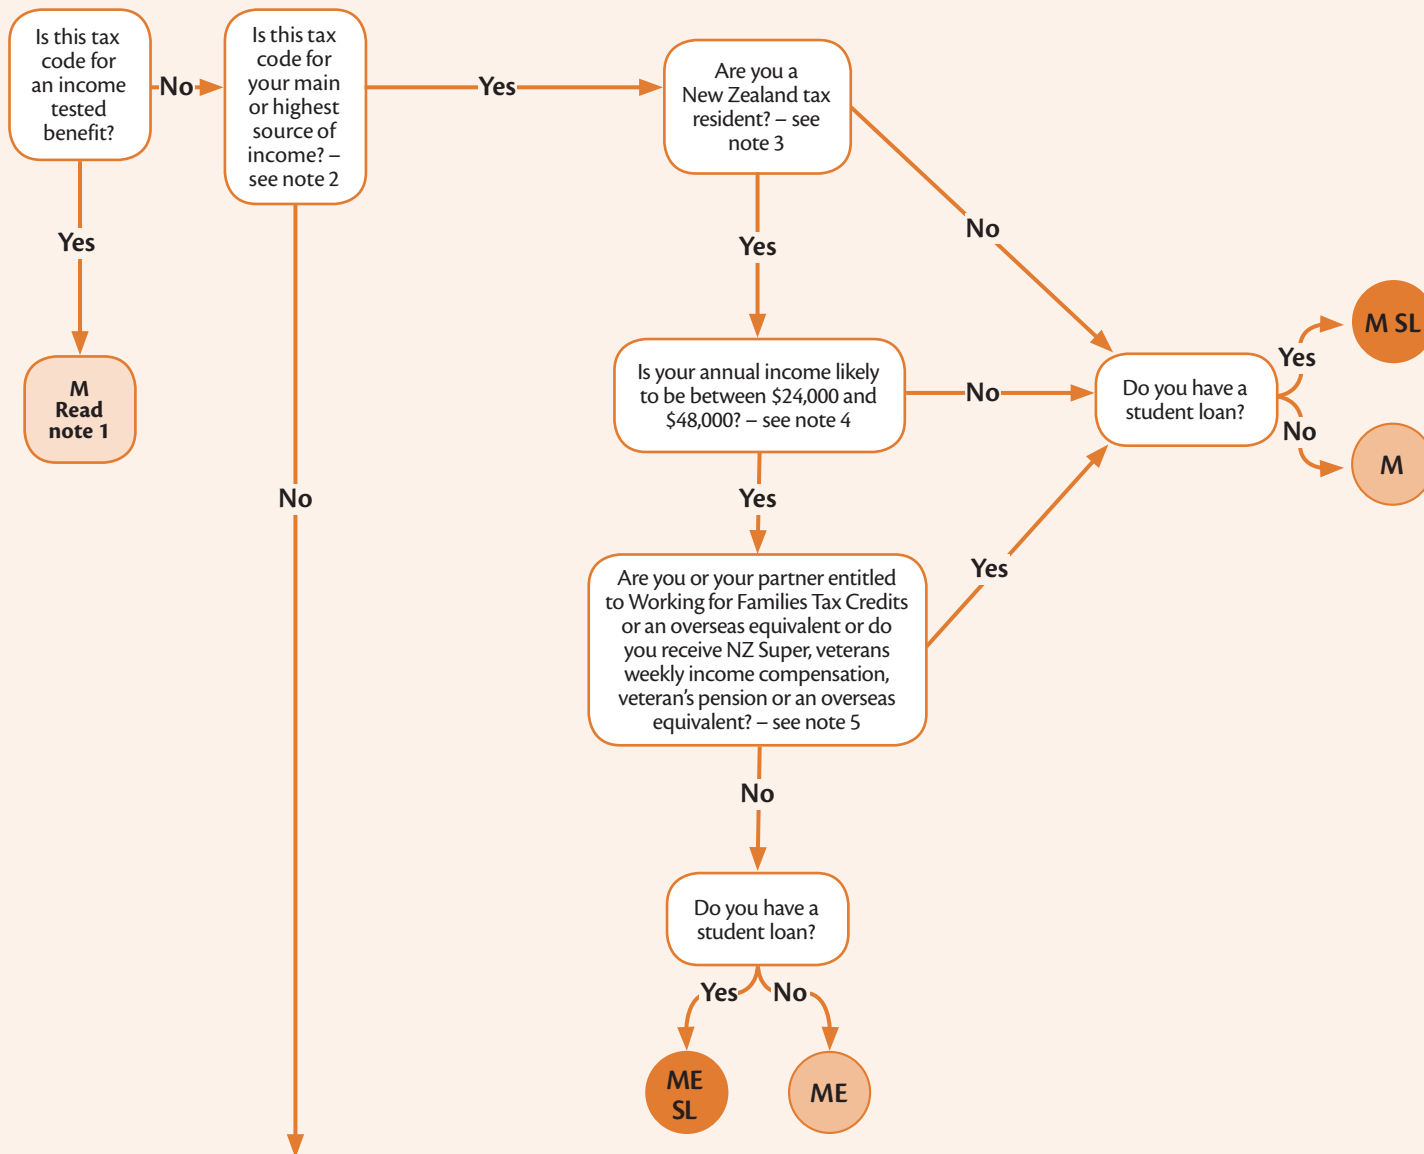 Is this tax
code for
an income
tested
benefit?
No
Is this tax
code for
your main
or highest
source of
income? –
see note 2
Yes
Are you a
New Zealand tax
resident? – see
note 3
No
Yes
Yes
M
Read
note 1
No
Is your annual income likely
to be between $24,000 and
$48,000? – see note 4
No
Do you have a
student loan?
Yes
M SL
No
M
Yes
Are you or your partner entitled
to Working for Families Tax Credits
or an overseas equivalent or do
you receive NZ Super, veterans
weekly income compensation,
veteran’s pension or an overseas
equivalent? – see note 5
Yes
No
Do you have a
student loan?
Yes
No
ME
SL
ME